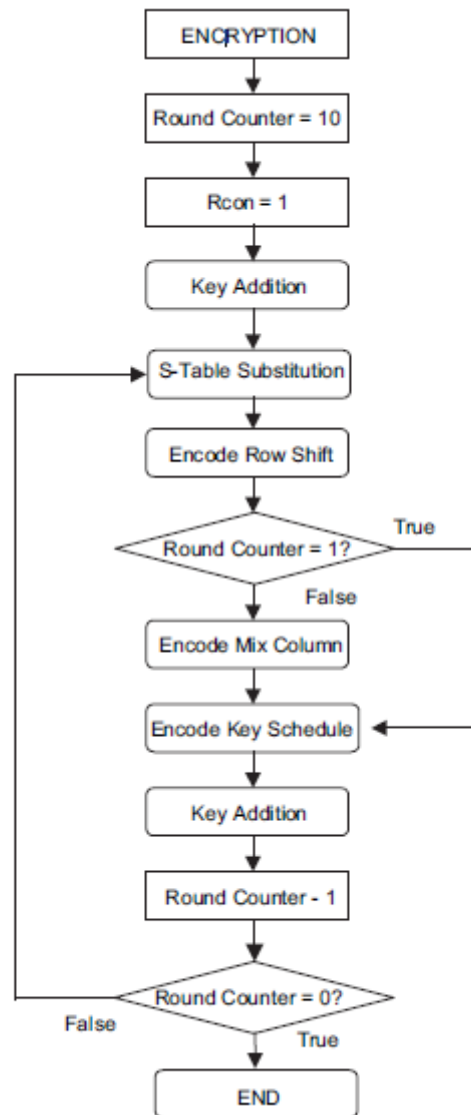 ENCRYPTION
Round Counter = 10
Rcon = 1
Key Addition
S-Table Substitution
Encode Row Shift
Round Counter = 1?
True
False
Encode Mix Column
Encode Key Schedule
Key Addition
Round Counter - 1
Round Counter = 0?
False
True
END